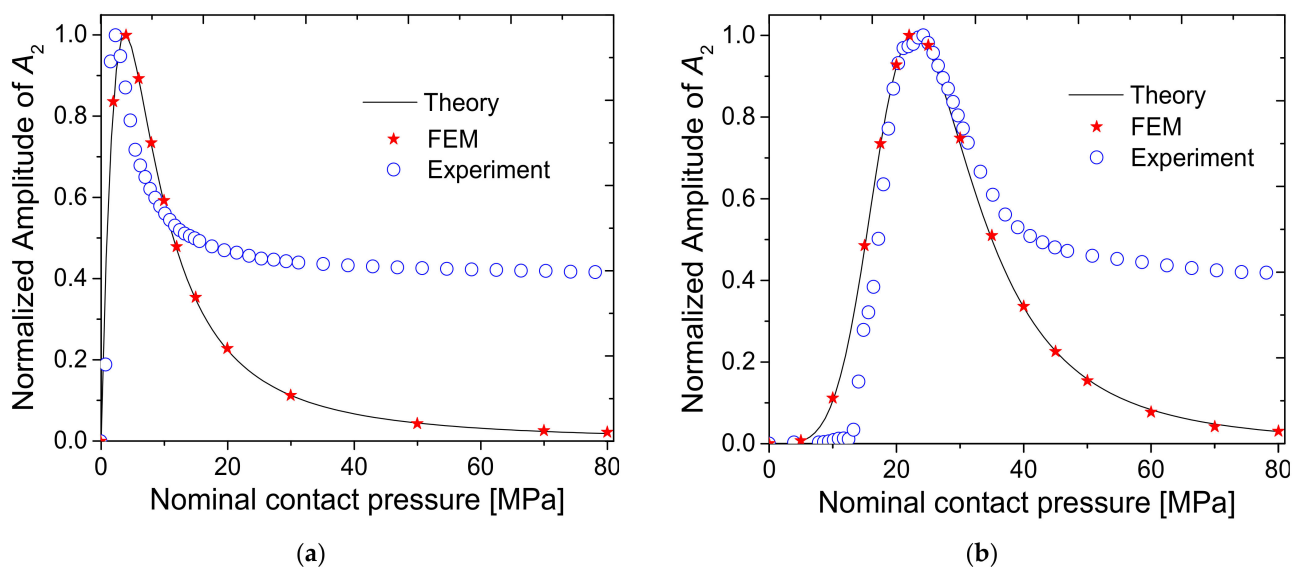 Normalized Amplitude of A₂
1.0
0.8
0.6
0.4
0.2
0.0
Theory
FEM
Experiment
0 20 40 60 80
Nominal contact pressure [MPa]
(a)
Normalized Amplitude of A₂
1.0
0.8
0.6
0.4
0.2
0.0
Theory
FEM
Experiment
0 20 40 60 80
Nominal contact pressure [MPa]
(b)